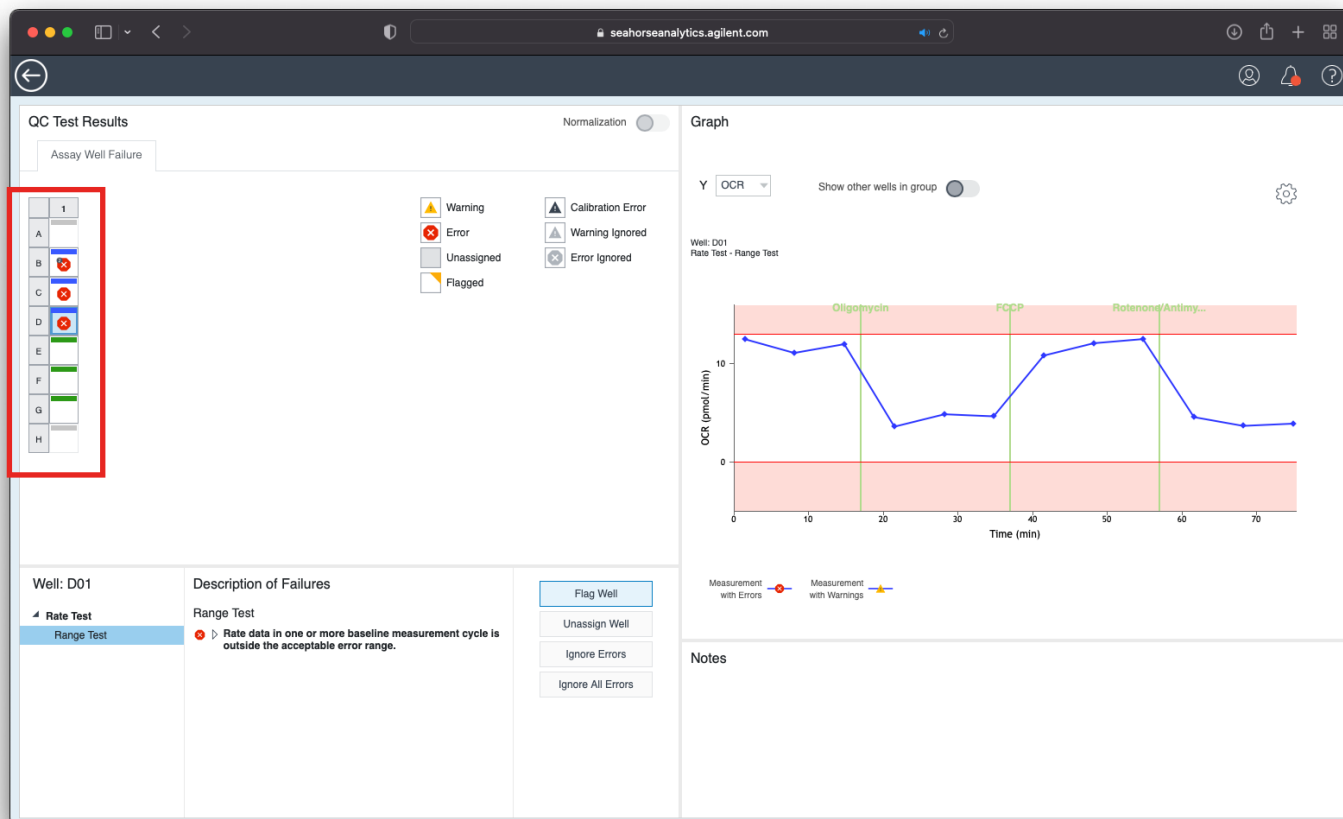 seahorseanalytics.agilent.com
QC Test Results
Normalization
Assay Well Failure
1
A
B
C
D
E
F
G
H
Warning
Error
Unassigned
Flagged
Calibration Error
Warning Ignored
Error Ignored
Graph
Y OCR
Show other wells in group
Well: D01
Rate Test - Range Test
Oligomycin
FCCP
Rotenone/Antimy...
OCR (pmol/min)
10
0
0 10 20 30 40 50 60 70
Time (min)
Measurement
with Errors
Measurement
with Warnings
Well: D01
Rate Test
Range Test
Description of Failures
Range Test
Rate data in one or more baseline measurement cycle is
outside the acceptable error range.
Flag Well
Unassign Well
Ignore Errors
Ignore All Errors
Notes